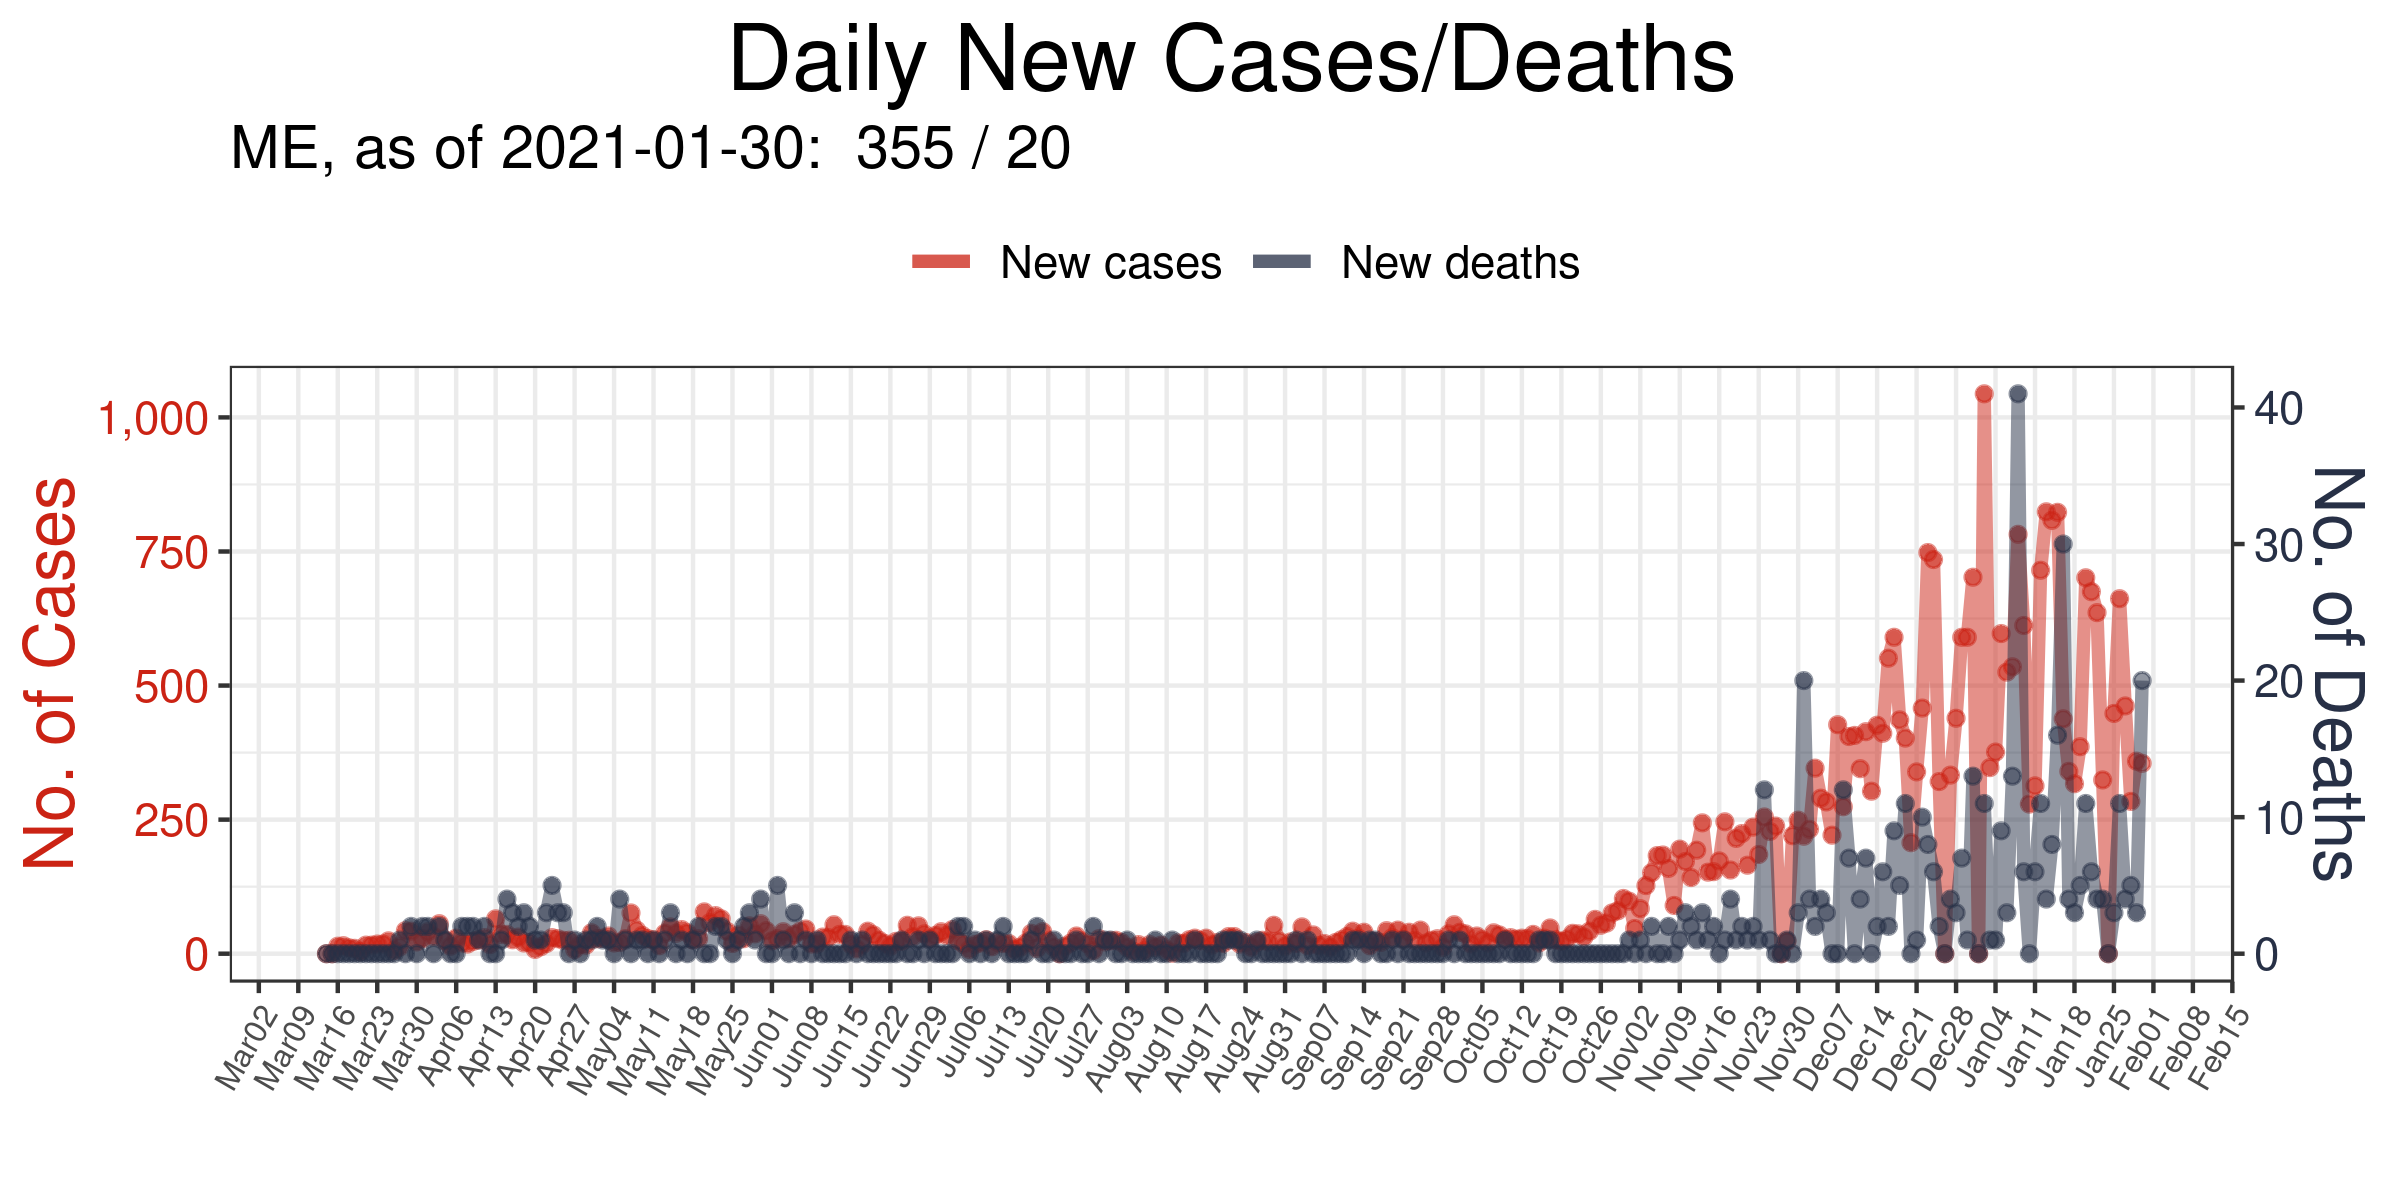 Daily New Cases/Deaths
ME, as of 2021-01-30:  355 / 20
New cases
New deaths
No. of Cases
1,000
750
500
250
0
40
30
20
10
0
No. of Deaths
Mar02
Mar09
Mar16
Mar23
Mar30
Apr06
Apr13
Apr20
Apr27
May04
May11
May18
May25
Jun01
Jun08
Jun15
Jun22
Jun29
Jul06
Jul13
Jul20
Jul27
Aug03
Aug10
Aug17
Aug24
Aug31
Sep07
Sep14
Sep21
Sep28
Oct05
Oct12
Oct19
Oct26
Nov02
Nov09
Nov16
Nov23
Nov30
Dec07
Dec14
Dec21
Dec28
Jan04
Jan11
Jan18
Jan25
Feb01
Feb08
Feb15